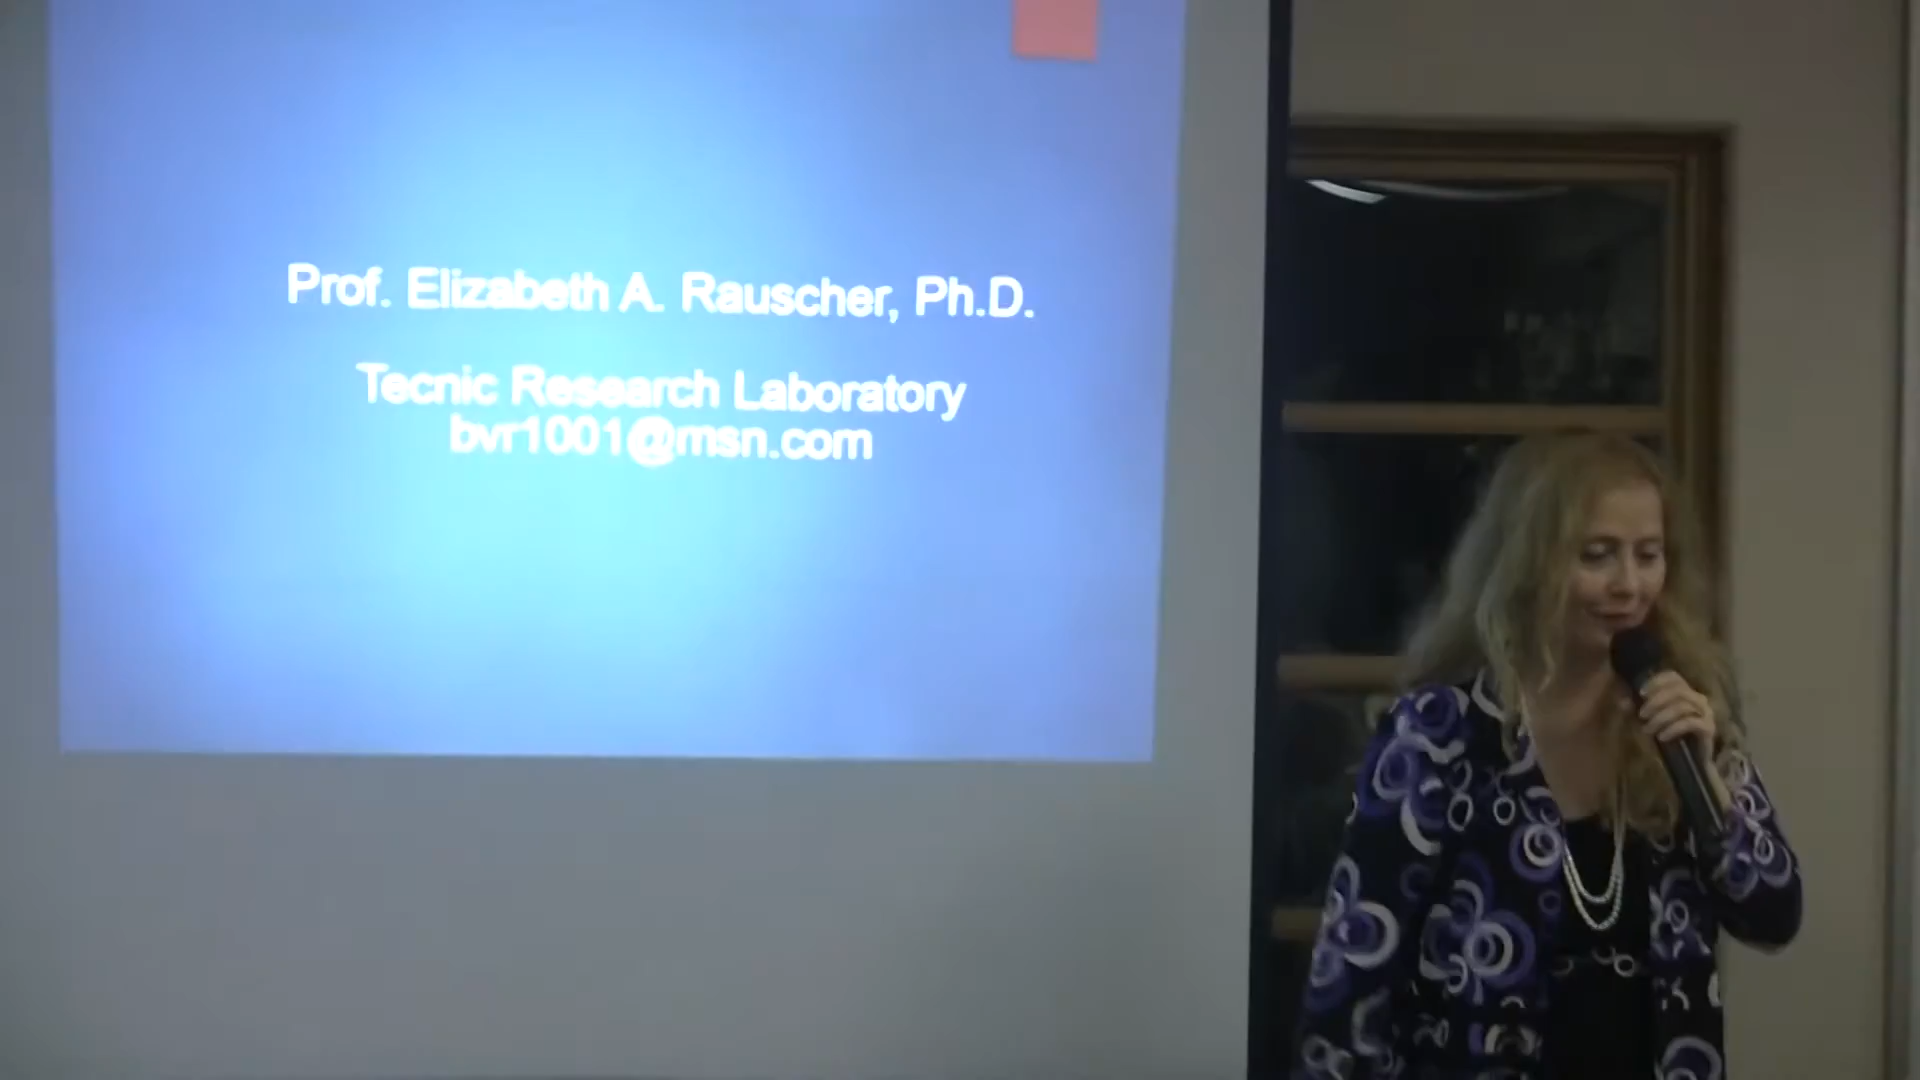 Prof. Elizabeth A. Rauscher, Ph.D.
Tecnic Research Laboratory
bvr1001@msn.com